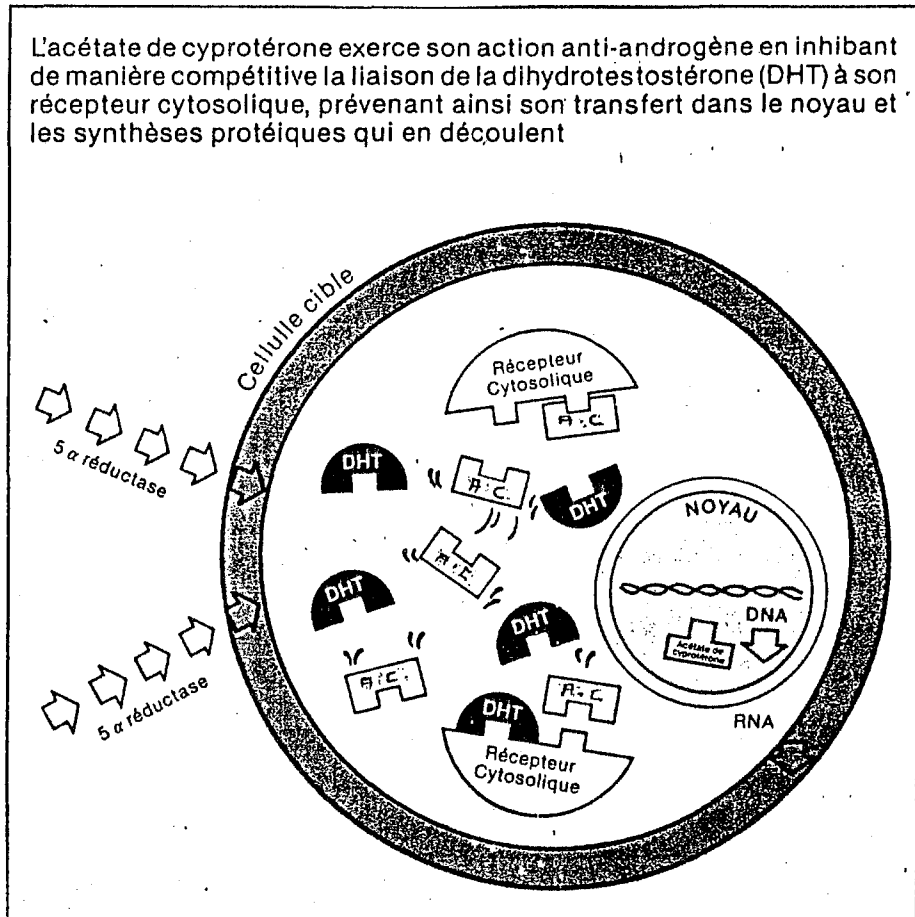 L'acétate de cyprotérone exerce son action anti-androgène en inhibant
de manière compétitive la liaison de la dihydrotestostérone (DHT) à son
récepteur cytosolique, prévenant ainsi son transfert dans le noyau et
les synthèses protéiques qui en découlent
Cellulle cible
Récepteur
Cytosolique
A.C.
5 α réductase
DHT
A.C.
DHT
NOYAU
A.C.
DHT
DNA
DHT
Acétate de
cyprotérone
A.C.
A.C.
5 α réductase
DHT
RNA
Récepteur
Cytosolique